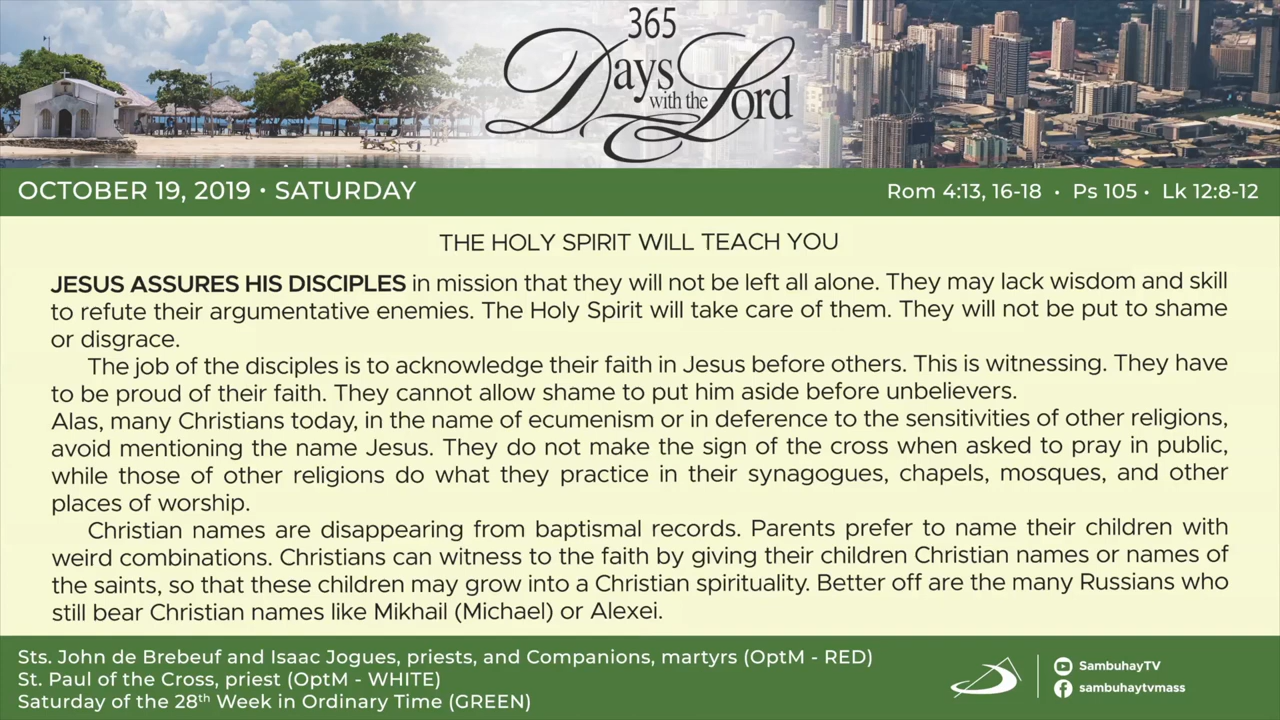 365
Days with the Lord
OCTOBER 19, 2019 • SATURDAY
Rom 4:13, 16-18 • Ps 105 • Lk 12:8-12
THE HOLY SPIRIT WILL TEACH YOU
JESUS ASSURES HIS DISCIPLES in mission that they will not be left all alone. They may lack wisdom and skill
to refute their argumentative enemies. The Holy Spirit will take care of them. They will not be put to shame
or disgrace.
The job of the disciples is to acknowledge their faith in Jesus before others. This is witnessing. They have
to be proud of their faith. They cannot allow shame to put him aside before unbelievers.
Alas, many Christians today, in the name of ecumenism or in deference to the sensitivities of other religions,
avoid mentioning the name Jesus. They do not make the sign of the cross when asked to pray in public,
while those of other religions do what they practice in their synagogues, chapels, mosques, and other
places of worship.
Christian names are disappearing from baptismal records. Parents prefer to name their children with
weird combinations. Christians can witness to the faith by giving their children Christian names or names of
the saints, so that these children may grow into a Christian spirituality. Better off are the many Russians who
still bear Christian names like Mikhail (Michael) or Alexei.
Sts. John de Brebeuf and Isaac Jogues, priests, and Companions, martyrs (OptM - RED)
St. Paul of the Cross, priest (OptM - WHITE)
Saturday of the 28th Week in Ordinary Time (GREEN)
SambuhayTV
sambuhaytvmass